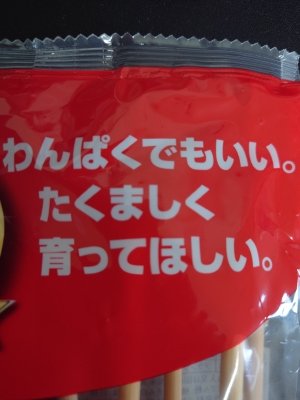 わんぱくでもいい。
たくましく
育ってほしい。